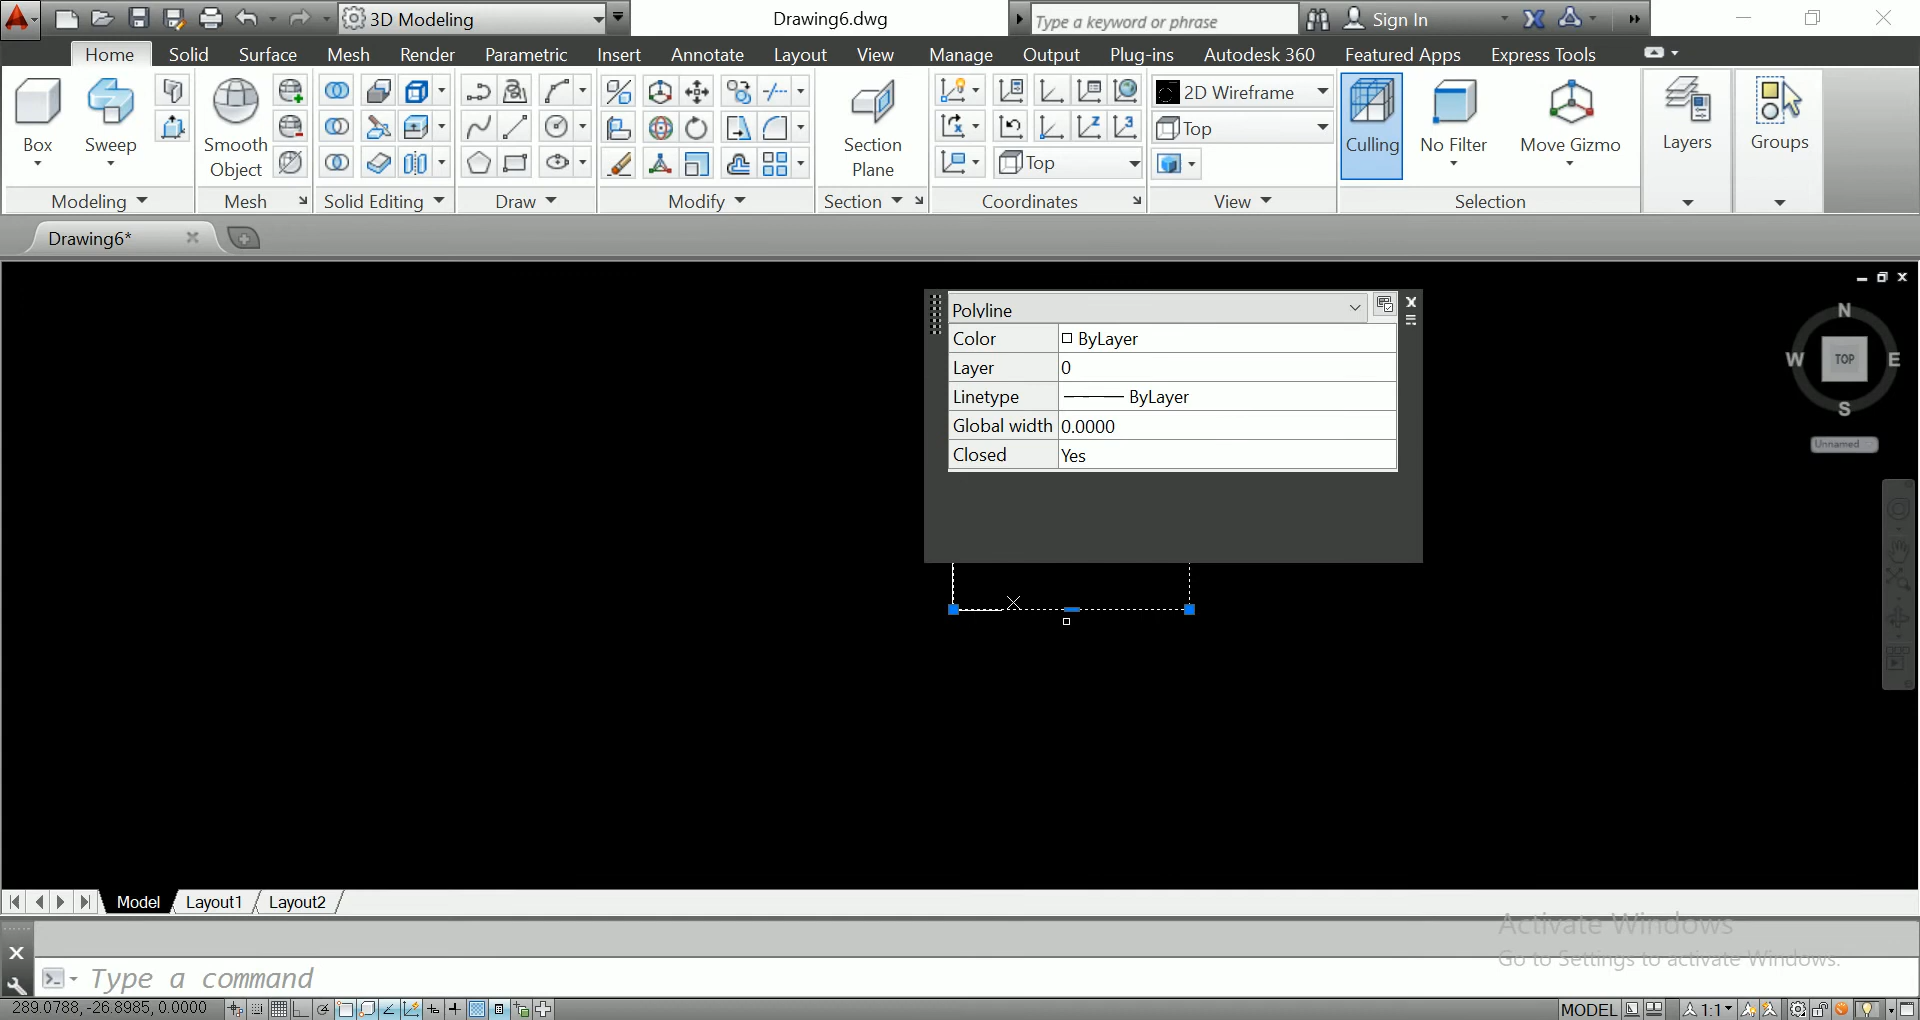 3D Modeling
Drawing6.dwg
Type a keyword or phrase
Sign In
Home Solid Surface Mesh Render Parametric Insert Annotate Layout View Manage Output Plug-ins Autodesk 360 Featured Apps Express Tools
Box
Sweep
Smooth Object
Section Plane
Top
2D Wireframe
Top
Culling
No Filter
Move Gizmo
Layers
Groups
Modeling Mesh Solid Editing Draw Modify Section Coordinates View Selection
Drawing6*
Polyline
Color ByLayer
Layer 0
Linetype ByLayer
Global width 0.0000
Closed Yes
N
W TOP E
S
Unnamed
Model Layout1 Layout2
Activate Windows
Go to Settings to activate Windows.
Type a command
289.0788, -26.8985, 0.0000
MODEL
1:1